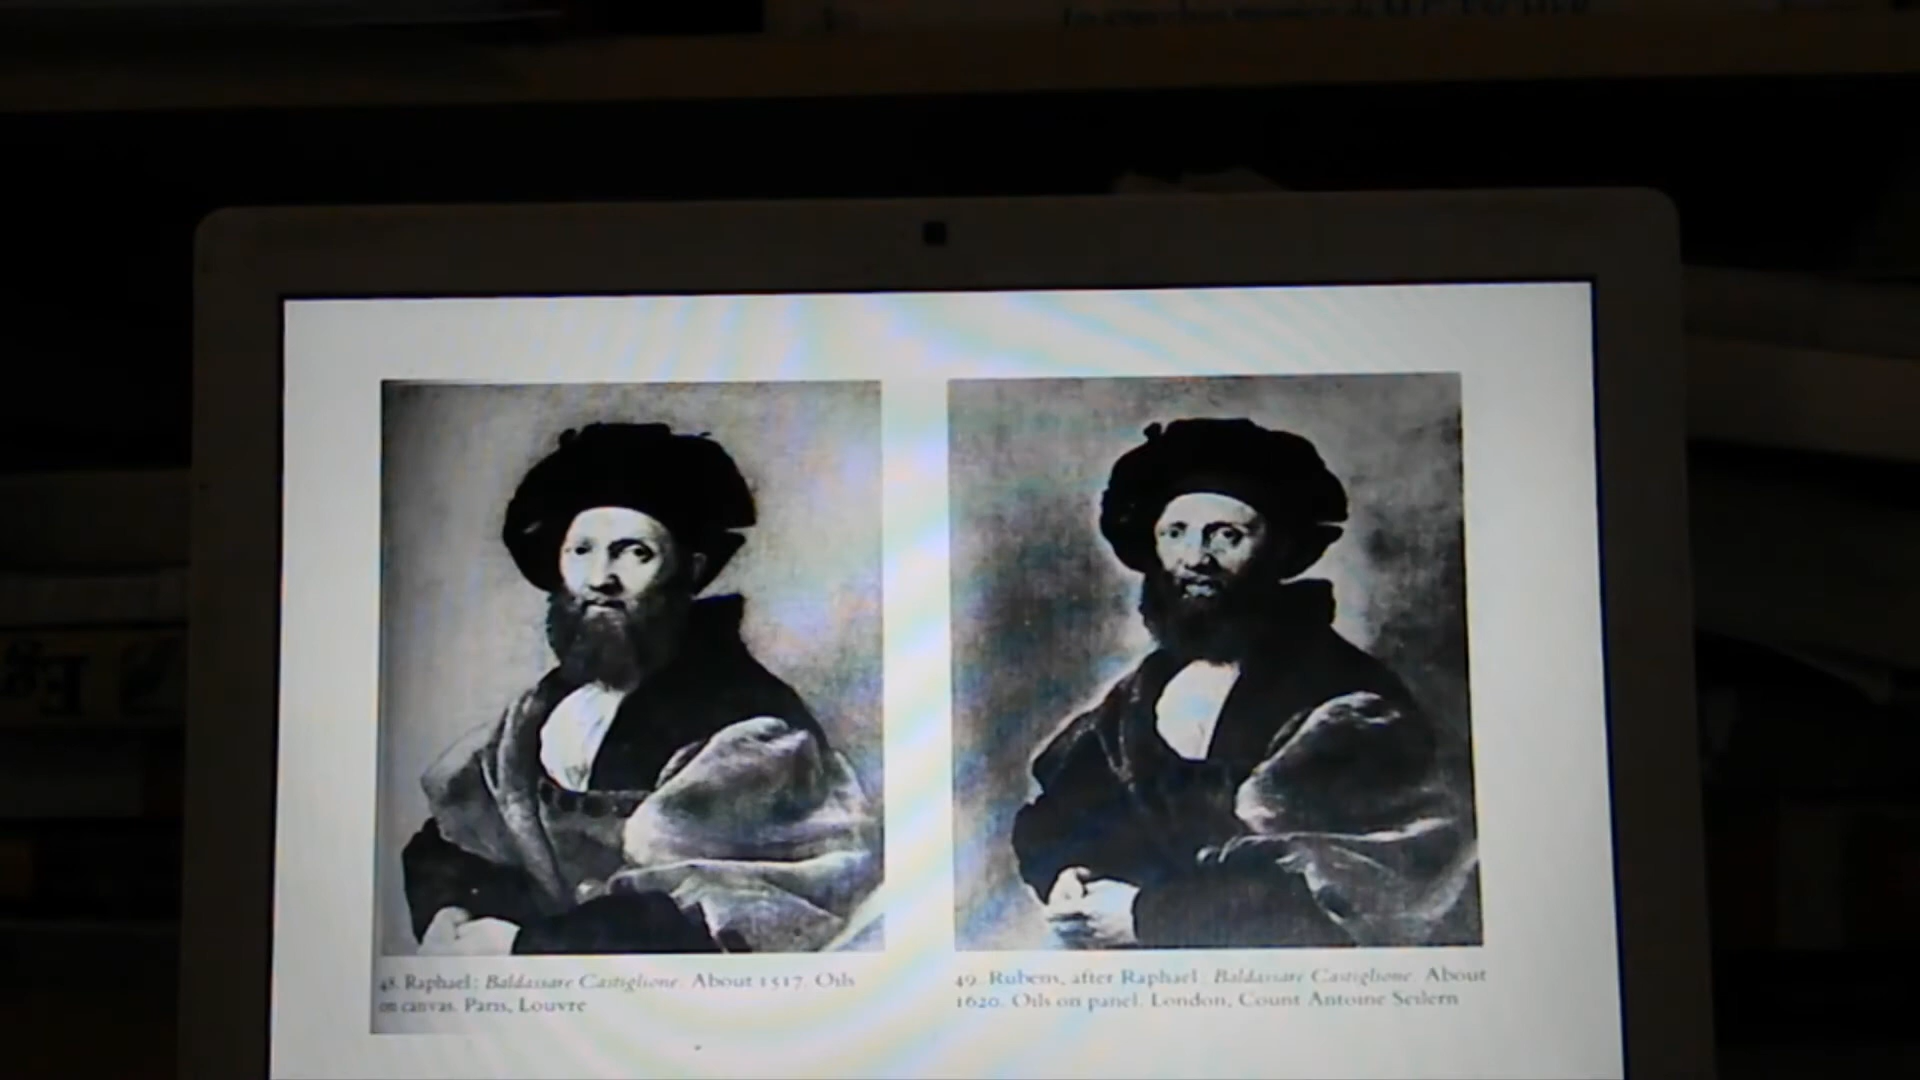 48. Raphael: Baldassare Castiglione. About 1517. Oils
on canvas. Paris, Louvre
49. Rubens, after Raphael: Baldassare Castiglione. About
1620. Oils on panel. London, Count Antoine Seilern